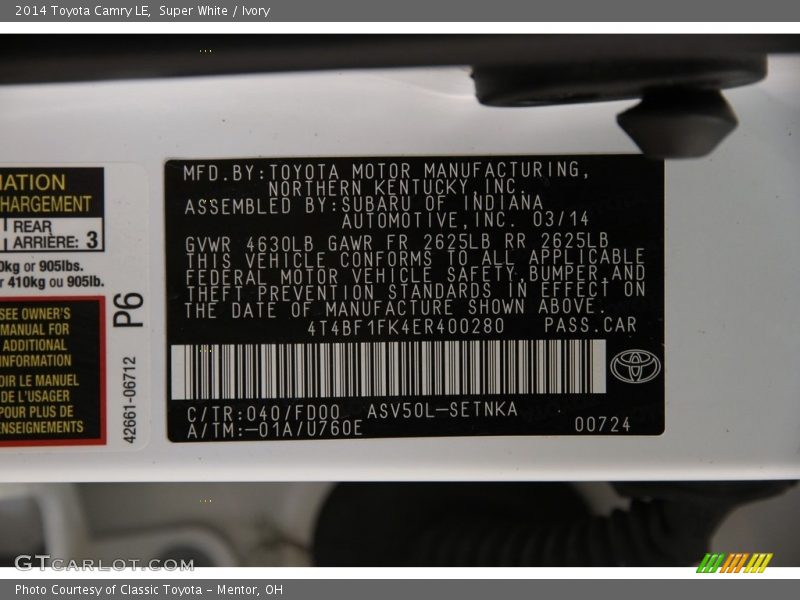 2014 Toyota Camry LE, Super White / Ivory
MFD.BY:TOYOTA MOTOR MANUFACTURING,
NORTHERN KENTUCKY,INC.
ASSEMBLED BY:SUBARU OF INDIANA
AUTOMOTIVE,INC. 03/14
GVWR 4630LB GAWR FR 2625LB RR 2625LB
THIS VEHICLE CONFORMS TO ALL APPLICABLE
FEDERAL MOTOR VEHICLE SAFETY,BUMPER,AND
THEFT PREVENTION STANDARDS IN EFFECT ON
THE DATE OF MANUFACTURE SHOWN ABOVE.
4T4BF1FK4ER400280 PASS.CAR
C/TR:040/FD00 ASV50L-SETNKA
A/TM:-01A/U760E 00724
REAR
ARRIÈRE: 3
or 905lbs.
410kg ou 905lb.
SEE OWNER'S
MANUAL FOR
ADDITIONAL
INFORMATION
LE MANUEL
DE L'USAGER
POUR PLUS DE
P6
42661-06712
GTCARLOT.COM
Photo Courtesy of Classic Toyota - Mentor, OH